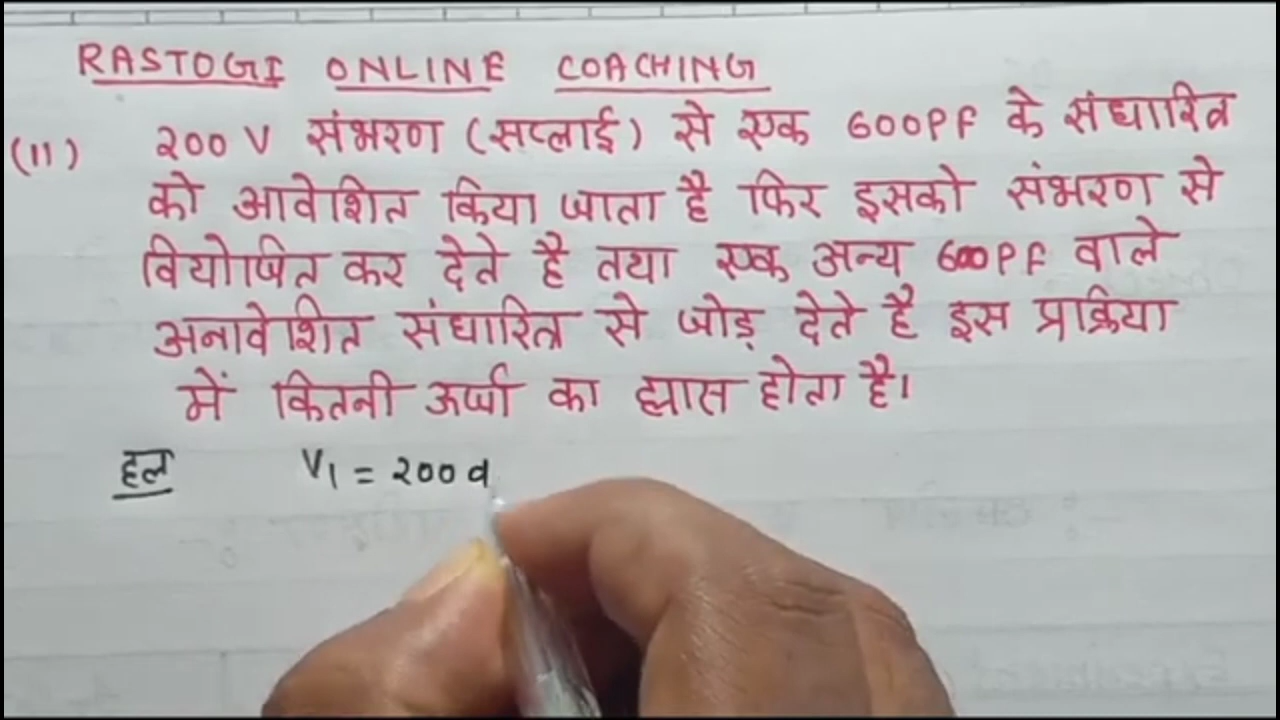 RASTOGI ONLINE COACHING
(11) 200 V संभरण (सप्लाई) से एक 600PF के संधारित्र
को आवेशित किया जाता है फिर इसको संभरण से
वियोजित कर देते है तथा एक अन्य 600PF वाले
अनावेशित संधारित्र से जोड़ देते है इस प्रक्रिया
में कितनी ऊर्जा का ह्यास होता है।
हल V₁ = 200 व